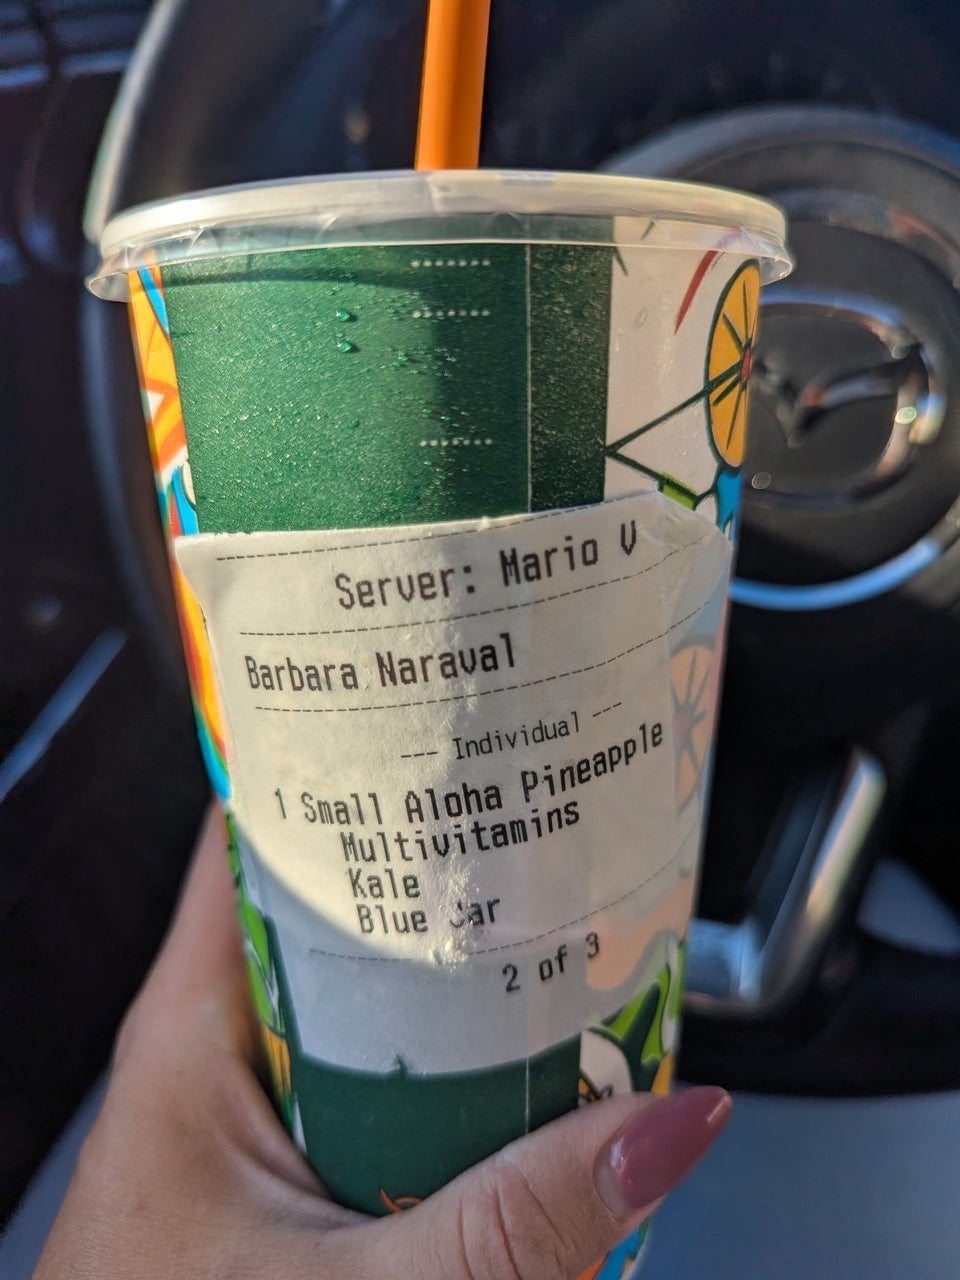 Server: Mario V
Barbara Naraval
--- Individual ---
1 Small Aloha Pineapple
Multivitamins
Kale
Blue Jar
2 of 3